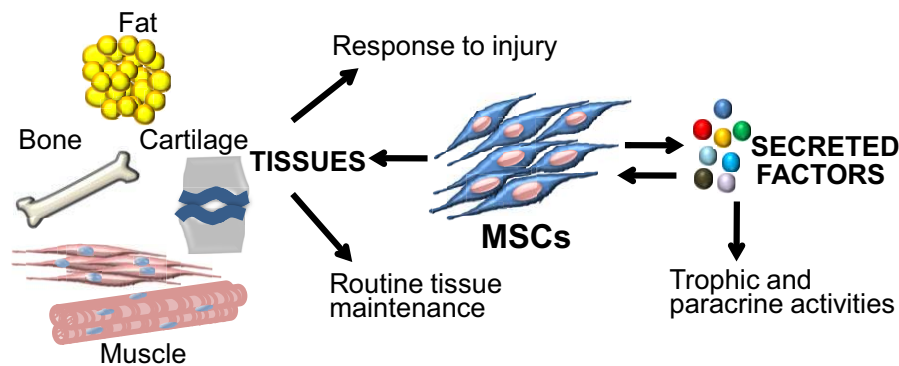 Fat
Response to injury
Bone
Cartilage
TISSUES
SECRETED
FACTORS
MSCs
Routine tissue
maintenance
Trophic and
paracrine activities
Muscle